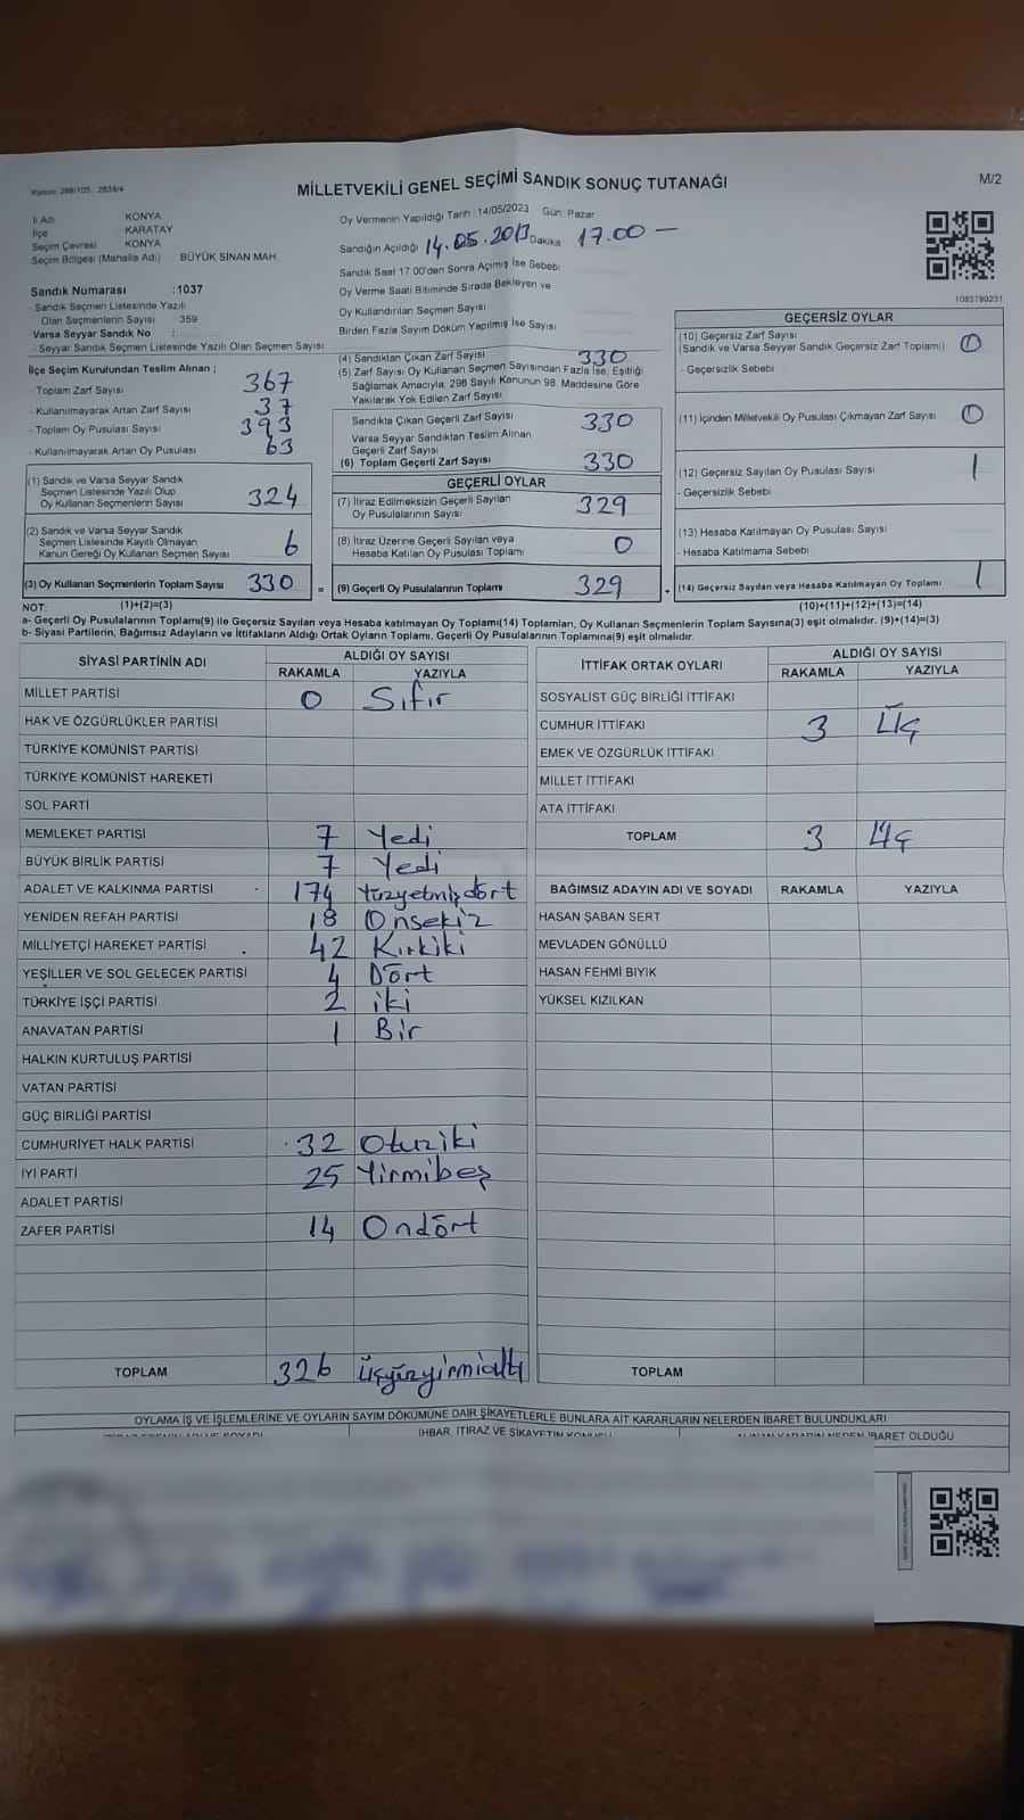 MİLLETVEKİLİ GENEL SEÇİMİ SANDIK SONUÇ TUTANAĞI
M/2
İl Adı KONYA
İlçe KARATAY
Seçim Çevresi KONYA
Seçim Bölgesi (Mahalle Adı) BÜYÜK SİNAN MAH.
Sandık Numarası :1037
- Sandık Seçmen Listesinde Yazılı
Olan Seçmenlerin Sayısı 359
Varsa Seyyar Sandık No :
- Seyyar Sandık Seçmen Listesinde Yazılı Olan Seçmen Sayısı:
Oy Vermenin Yapıldığı Tarih :14/05/2023 Gün: Pazar
Sandığın Açıldığı 14.05.2013 Dakika 17.00 —
Sandık Saat 17.00'den Sonra Açılmış İse Sebebi
Oy Verme Saati Bitiminde Sırada Bekleyen ve
Oy Kullandırılan Seçmen Sayısı
Birden Fazla Sayım Döküm Yapılmış İse Sayısı
1083790231
İlçe Seçim Kurulundan Teslim Alınan ;
- Toplam Zarf Sayısı 367
- Kullanılmayarak Artan Zarf Sayısı 37
- Toplam Oy Pusulası Sayısı 393
- Kullanılmayarak Artan Oy Pusulası 63
(1) Sandık ve Varsa Seyyar Sandık
Seçmen Listesinde Yazılı Olup
Oy Kullanan Seçmenlerin Sayısı 324
(2) Sandık ve Varsa Seyyar Sandık
Seçmen Listesinde Kayıtlı Olmayan
Kanun Gereği Oy Kullanan Seçmen Sayısı 6
(3) Oy Kullanan Seçmenlerin Toplam Sayısı 330 =
(4) Sandıktan Çıkan Zarf Sayısı 330
(5) Zarf Sayısı Oy Kullanan Seçmen Sayısından Fazla İse, Eşitliği
Sağlamak Amacıyla, 298 Sayılı Kanunun 98. Maddesine Göre
Yakılarak Yok Edilen Zarf Sayısı
Sandıkta Çıkan Geçerli Zarf Sayısı 330
Varsa Seyyar Sandıktan Teslim Alınan
Geçerli Zarf Sayısı
(6) Toplam Geçerli Zarf Sayısı 330
GEÇERLİ OYLAR
(7) İtiraz Edilmeksizin Geçerli Sayılan
Oy Pusulalarının Sayısı 329
(8) İtiraz Üzerine Geçerli Sayılan veya
Hesaba Katılan Oy Pusulası Toplamı 0
(9) Geçerli Oy Pusulalarının Toplamı 329 +
GEÇERSİZ OYLAR
(10) Geçersiz Zarf Sayısı
(Sandık ve Varsa Seyyar Sandık Geçersiz Zarf Toplamı) 0
- Geçersizlik Sebebi
(11) İçinden Milletvekili Oy Pusulası Çıkmayan Zarf Sayısı 0
(12) Geçersiz Sayılan Oy Pusulası Sayısı 1
- Geçersizlik Sebebi
(13) Hesaba Katılmayan Oy Pusulası Sayısı
- Hesaba Katılmama Sebebi
(14) Geçersiz Sayılan veya Hesaba Katılmayan Oy Toplamı 1
NOT: (1)+(2)=(3) (10)+(11)+(12)+(13)=(14)
a- Geçerli Oy Pusulalarının Toplamı(9) ile Geçersiz Sayılan veya Hesaba katılmayan Oy Toplamı(14) Toplamları, Oy Kullanan Seçmenlerin Toplam Sayısına(3) eşit olmalıdır. (9)+(14)=(3)
b- Siyasi Partilerin, Bağımsız Adayların ve İttifakların Aldığı Ortak Oyların Toplamı, Geçerli Oy Pusulalarının Toplamına(9) eşit olmalıdır.
SİYASİ PARTİNİN ADI ALDIĞI OY SAYISI
RAKAMLA YAZIYLA
MİLLET PARTİSİ 0 Sıfır
HAK VE ÖZGÜRLÜKLER PARTİSİ
TÜRKİYE KOMÜNİST PARTİSİ
TÜRKİYE KOMÜNİST HAREKETİ
SOL PARTİ
MEMLEKET PARTİSİ 7 Yedi
BÜYÜK BİRLİK PARTİSİ 7 Yedi
ADALET VE KALKINMA PARTİSİ 174 Yüzyetmişdört
YENİDEN REFAH PARTİSİ 18 Onsekiz
MİLLİYETÇİ HAREKET PARTİSİ 42 Kırkiki
YEŞİLLER VE SOL GELECEK PARTİSİ 4 Dört
TÜRKİYE İŞÇİ PARTİSİ 2 iki
ANAVATAN PARTİSİ 1 Bir
HALKIN KURTULUŞ PARTİSİ
VATAN PARTİSİ
GÜÇ BİRLİĞİ PARTİSİ
CUMHURİYET HALK PARTİSİ 32 Otuziki
İYİ PARTİ 25 Yirmibeş
ADALET PARTİSİ
ZAFER PARTİSİ 14 Ondört
TOPLAM 326 üçyüzyirmialtı
İTTİFAK ORTAK OYLARI ALDIĞI OY SAYISI
RAKAMLA YAZIYLA
SOSYALİST GÜÇ BİRLİĞİ İTTİFAKI
CUMHUR İTTİFAKI 3 Üç
EMEK VE ÖZGÜRLÜK İTTİFAKI
MİLLET İTTİFAKI
ATA İTTİFAKI
TOPLAM 3 Üç
BAĞIMSIZ ADAYIN ADI VE SOYADI RAKAMLA YAZIYLA
HASAN ŞABAN SERT
MEVLADEN GÖNÜLLÜ
HASAN FEHMİ BIYIK
YÜKSEL KIZILKAN
TOPLAM
OYLAMA İŞ VE İŞLEMLERİNE VE OYLARIN SAYIM DÖKÜMÜNE DAİR ŞİKAYETLERLE BUNLARA AİT KARARLARIN NELERDEN İBARET BULUNDUKLARI
İHBAR, İTİRAZ VE ŞİKAYETİN KONUSU
İBARET OLDUĞU